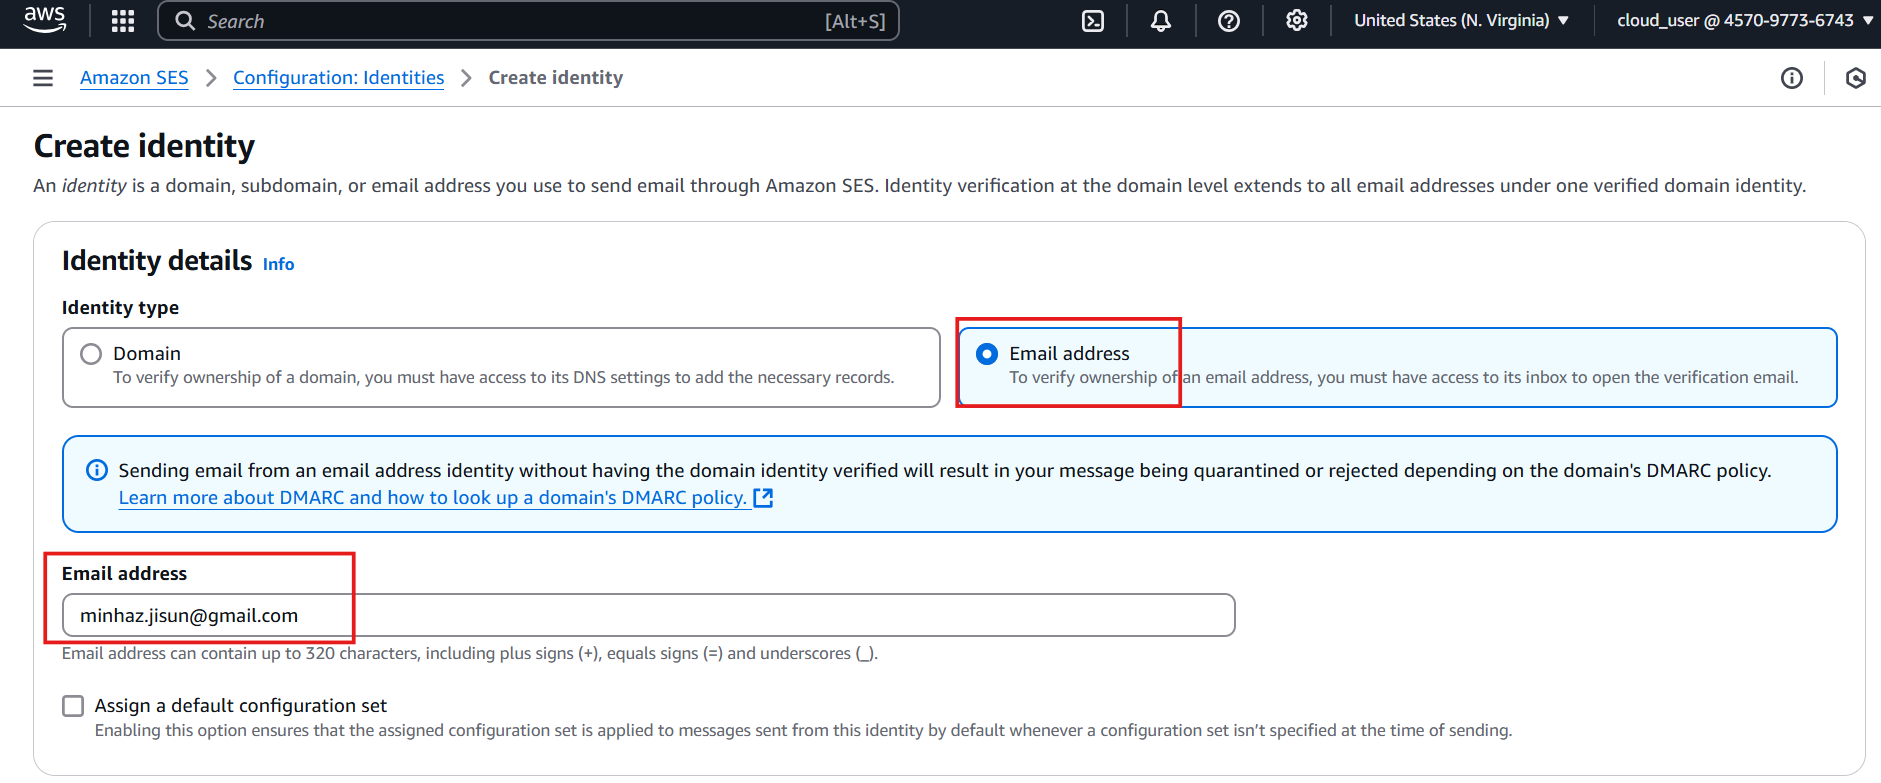 aws
Search [Alt+S] United States (N. Virginia) cloud_user @ 4570-9773-6743
Amazon SES Configuration: Identities Create identity
Create identity
An identity is a domain, subdomain, or email address you use to send email through Amazon SES. Identity verification at the domain level extends to all email addresses under one verified domain identity.
Identity details Info
Identity type
Domain
To verify ownership of a domain, you must have access to its DNS settings to add the necessary records.
Email address
To verify ownership of an email address, you must have access to its inbox to open the verification email.
Sending email from an email address identity without having the domain identity verified will result in your message being quarantined or rejected depending on the domain's DMARC policy.
Learn more about DMARC and how to look up a domain's DMARC policy.
Email address
minhaz.jisun@gmail.com
Email address can contain up to 320 characters, including plus signs (+), equals signs (=) and underscores (_).
Assign a default configuration set
Enabling this option ensures that the assigned configuration set is applied to messages sent from this identity by default whenever a configuration set isn’t specified at the time of sending.